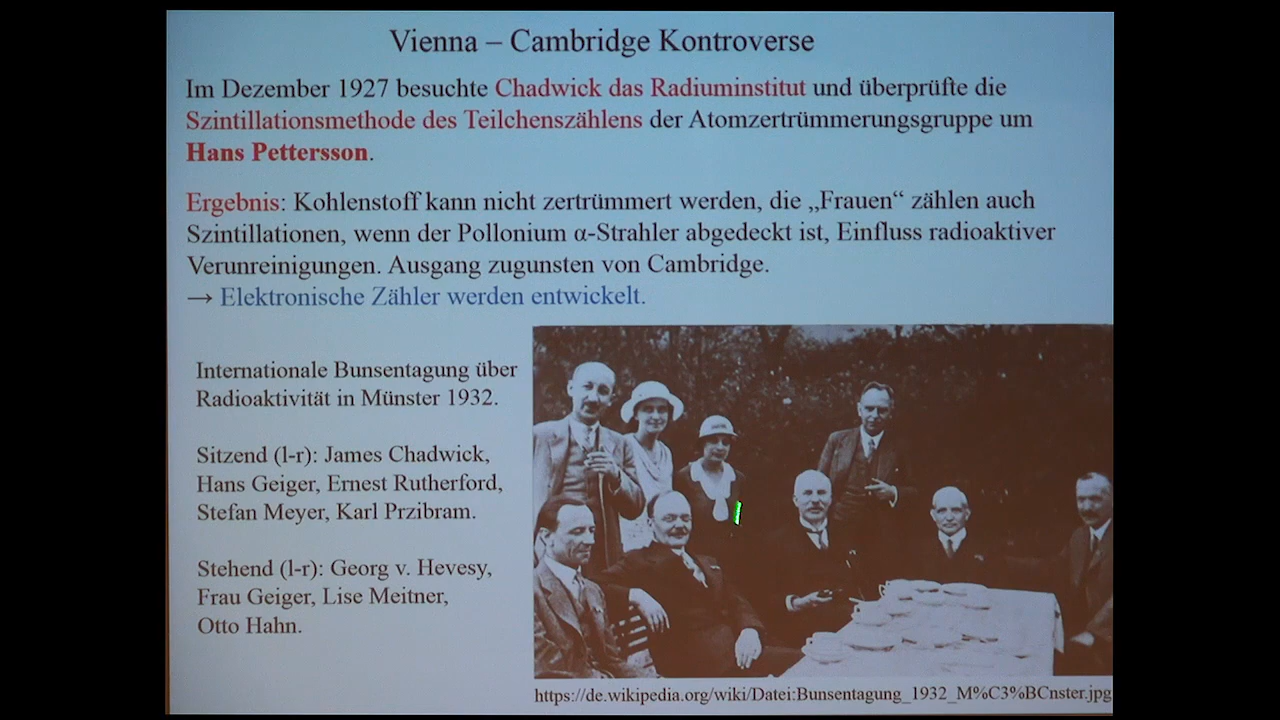 Vienna – Cambridge Kontroverse
Im Dezember 1927 besuchte Chadwick das Radiuminstitut und überprüfte die
Szintillationsmethode des Teilchenszählens der Atomzertrümmerungsgruppe um
Hans Pettersson.
Ergebnis: Kohlenstoff kann nicht zertrümmert werden, die „Frauen“ zählen auch
Szintillationen, wenn der Pollonium α-Strahler abgedeckt ist, Einfluss radioaktiver
Verunreinigungen. Ausgang zugunsten von Cambridge.
→ Elektronische Zähler werden entwickelt.
Internationale Bunsentagung über
Radioaktivität in Münster 1932.
Sitzend (l-r): James Chadwick,
Hans Geiger, Ernest Rutherford,
Stefan Meyer, Karl Przibram.
Stehend (l-r): Georg v. Hevesy,
Frau Geiger, Lise Meitner,
Otto Hahn.
https://de.wikipedia.org/wiki/Datei:Bunsentagung_1932_M%C3%BCnster.jpg